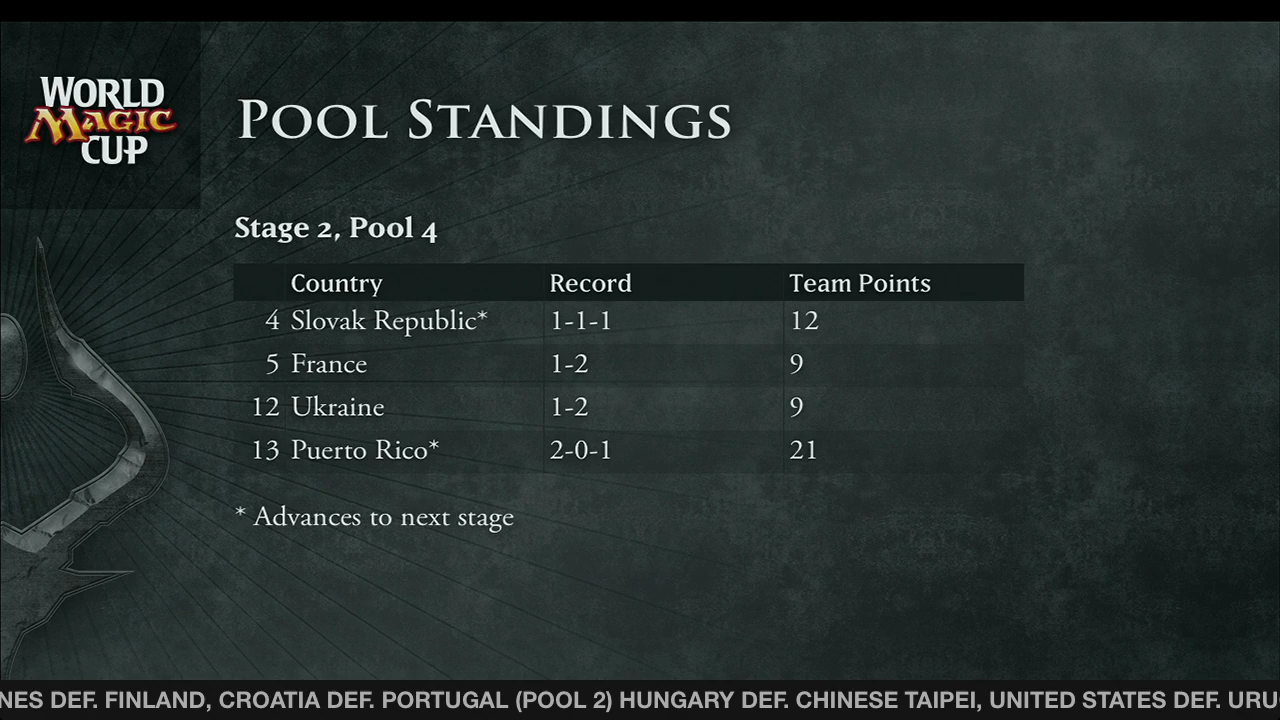 WORLD
MAGIC
CUP
POOL STANDINGS
Stage 2, Pool 4
Country Record Team Points
4 Slovak Republic* 1-1-1 12
5 France 1-2 9
12 Ukraine 1-2 9
13 Puerto Rico* 2-0-1 21
* Advances to next stage
NES DEF. FINLAND, CROATIA DEF. PORTUGAL (POOL 2) HUNGARY DEF. CHINESE TAIPEI, UNITED STATES DEF. URU